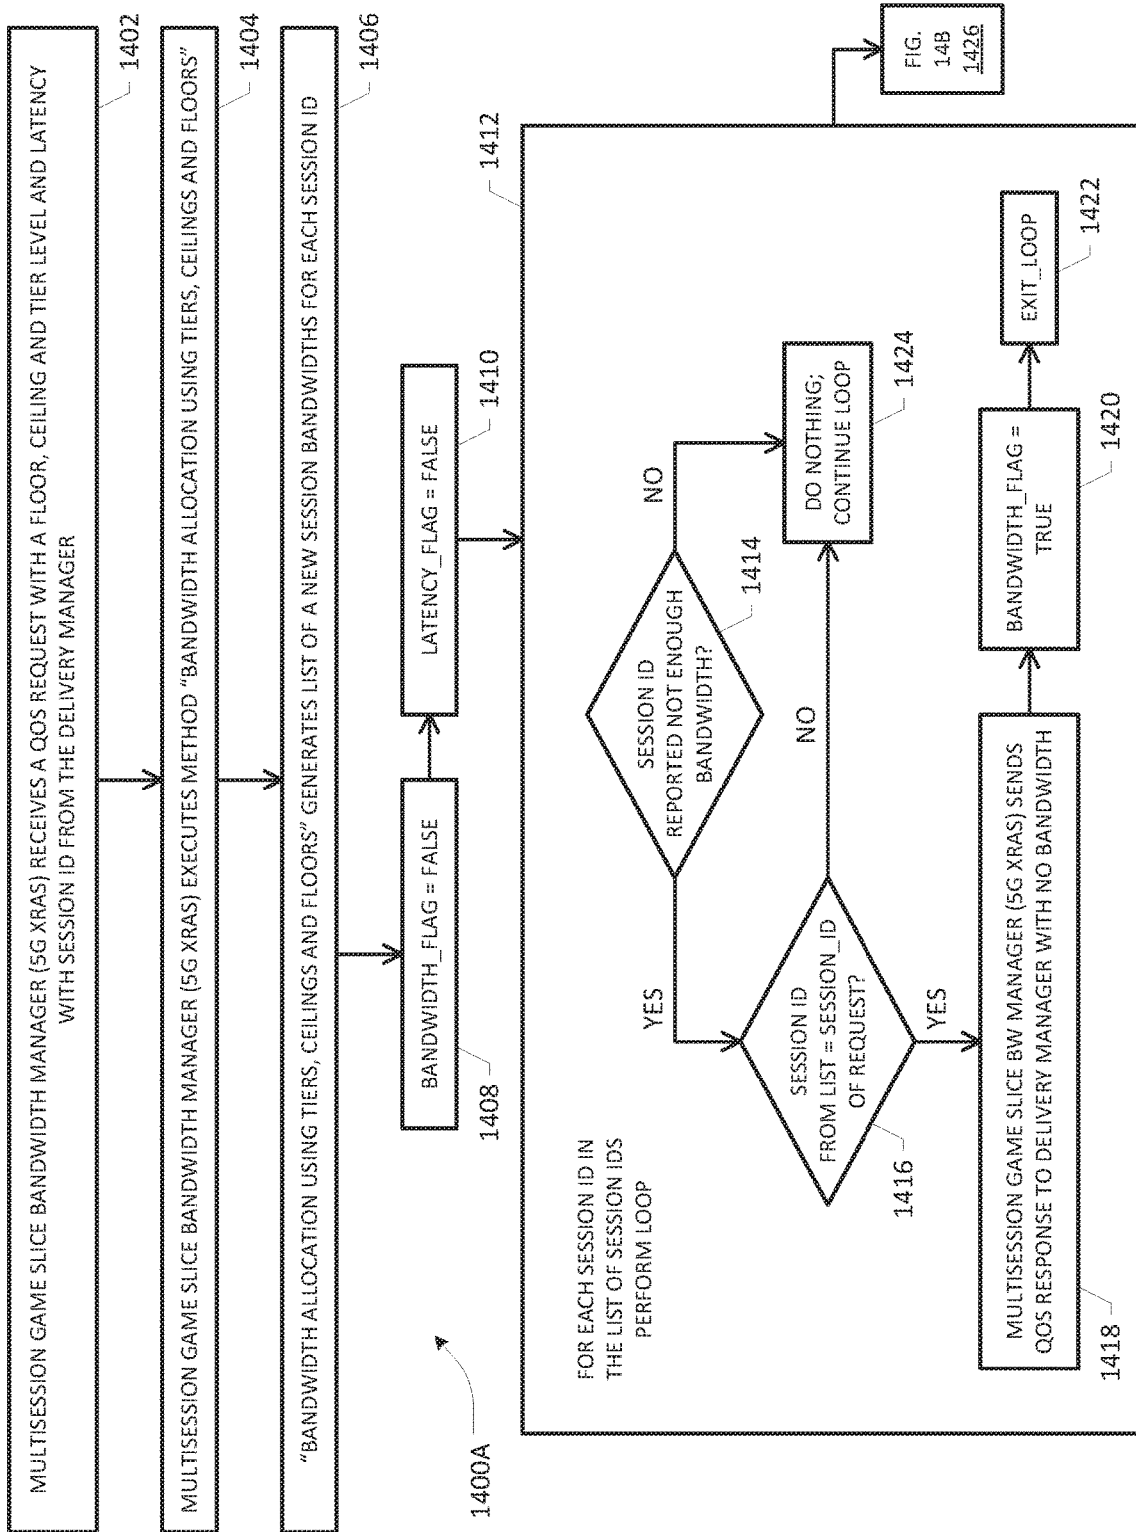 MULTISESSION GAME SLICE BANDWIDTH MANAGER (5G XRAS) RECEIVES A QOS REQUEST WITH A FLOOR, CEILING AND TIER LEVEL AND LATENCY
WITH SESSION ID FROM THE DELIVERY MANAGER
1402
MULTISESSION GAME SLICE BANDWIDTH MANAGER (5G XRAS) EXECUTES METHOD "BANDWIDTH ALLOCATION USING TIERS, CEILINGS AND FLOORS"
1404
"BANDWIDTH ALLOCATION USING TIERS, CEILINGS AND FLOORS" GENERATES LIST OF A NEW SESSION BANDWIDTHS FOR EACH SESSION ID
1406
BANDWIDTH_FLAG = FALSE
1408
LATENCY_FLAG = FALSE
1410
1400A
1412
FOR EACH SESSION ID IN
THE LIST OF SESSION IDS
PERFORM LOOP
SESSION ID
REPORTED NOT ENOUGH
BANDWIDTH?
1414
YES
NO
SESSION ID
FROM LIST = SESSION_ID
OF REQUEST?
1416
NO
YES
DO NOTHING;
CONTINUE LOOP
1424
MULTISESSION GAME SLICE BW MANAGER (5G XRAS) SENDS
QOS RESPONSE TO DELIVERY MANAGER WITH NO BANDWIDTH
1418
BANDWIDTH_FLAG =
TRUE
1420
EXIT_LOOP
1422
FIG.
14B
1426